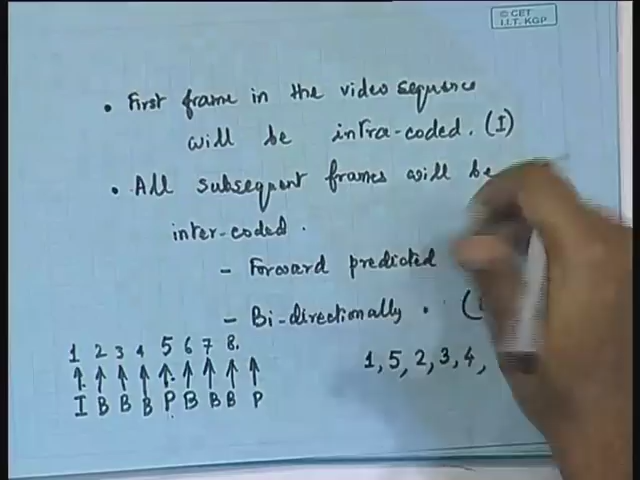 © CET
I.I.T. KGP
• First frame in the video sequence
will be intra-coded. (I)
• All subsequent frames will be
inter-coded.
- Forward predicted
- Bi-directionally . (
1 2 3 4 5 6 7 8.
↑ ↑ ↑ ↑ ↑ ↑ ↑ ↑ ↑
I B B B P B B B P
1, 5, 2, 3, 4,